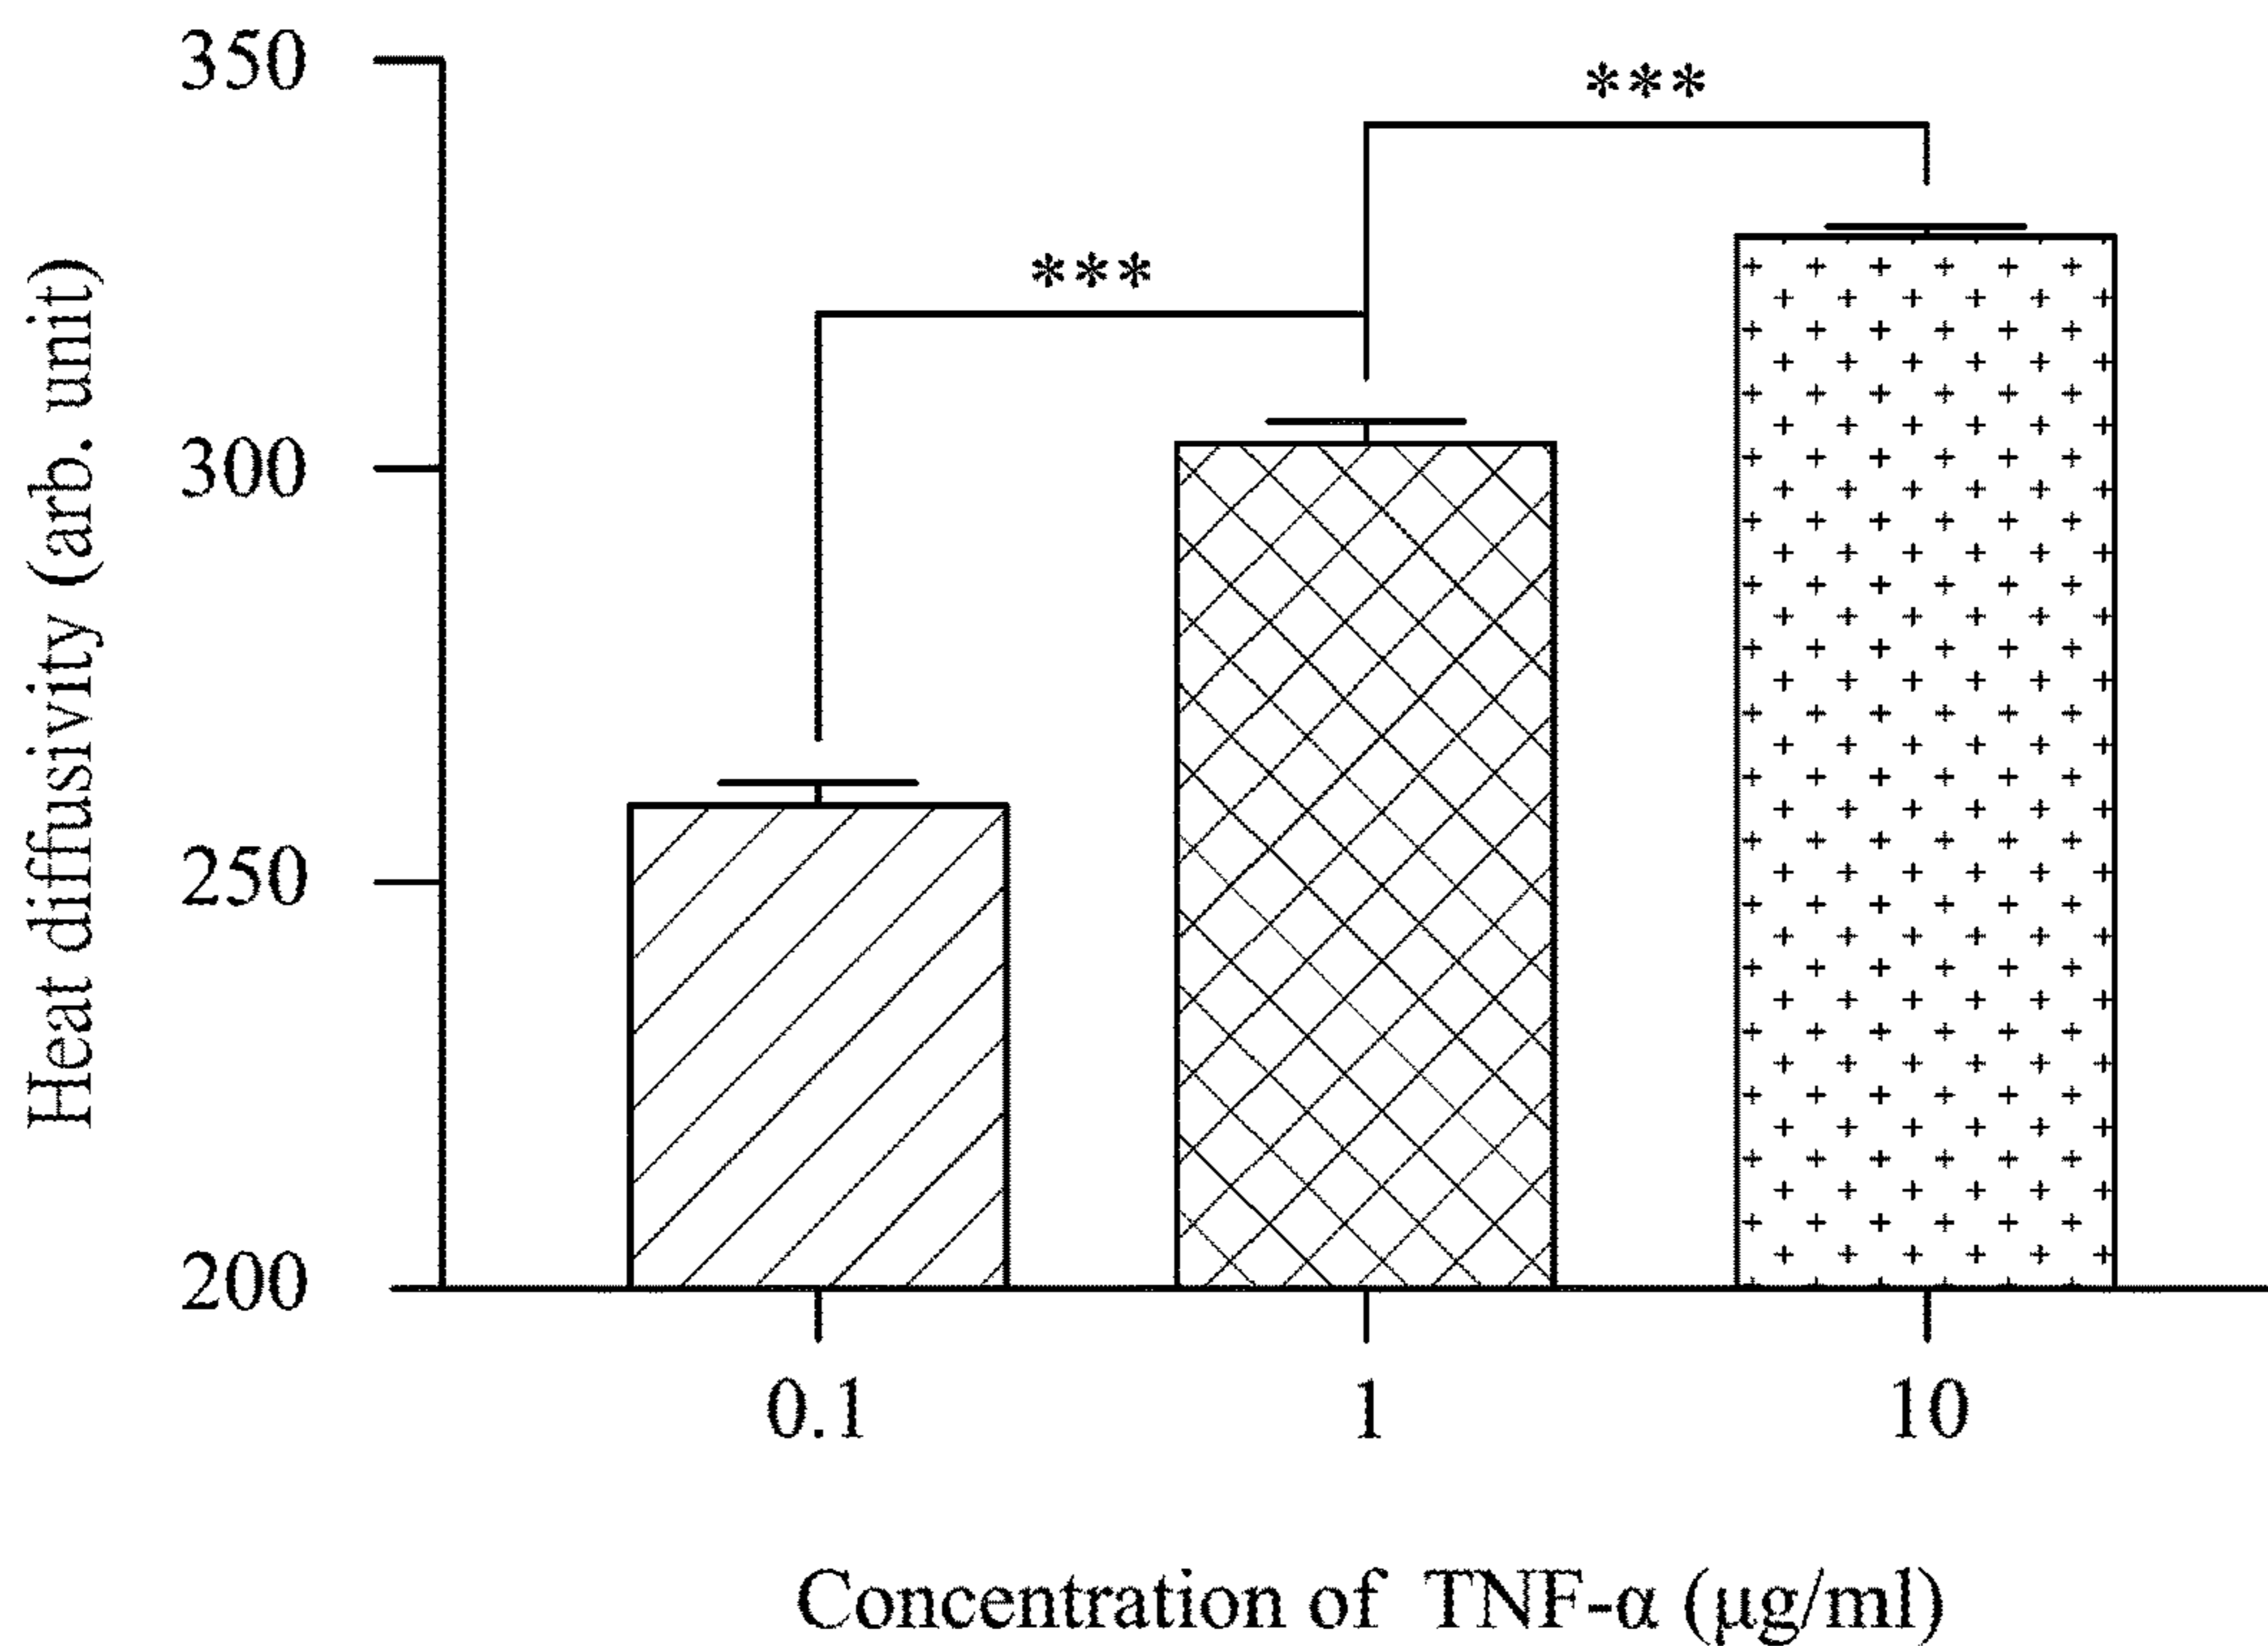 350
***
***
300
250
200
Heat diffusivity (arb. unit)
0.1 1 10
Concentration of TNF-α (μg/ml)